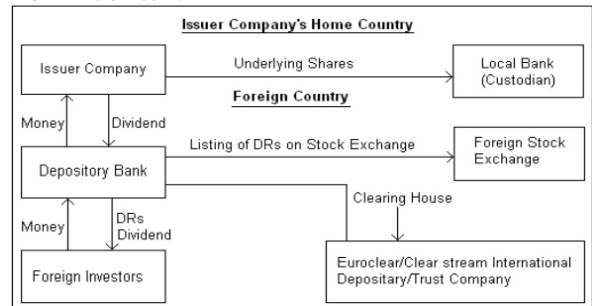 Issuer Company's Home Country
Issuer Company
Underlying Shares
Local Bank
(Custodian)
Foreign Country
Money
Dividend
Listing of DRs on Stock Exchange
Foreign Stock
Exchange
Depository Bank
Clearing House
Money
DRs
Dividend
Foreign Investors
Euroclear/Clear stream International
Depositary/Trust Company